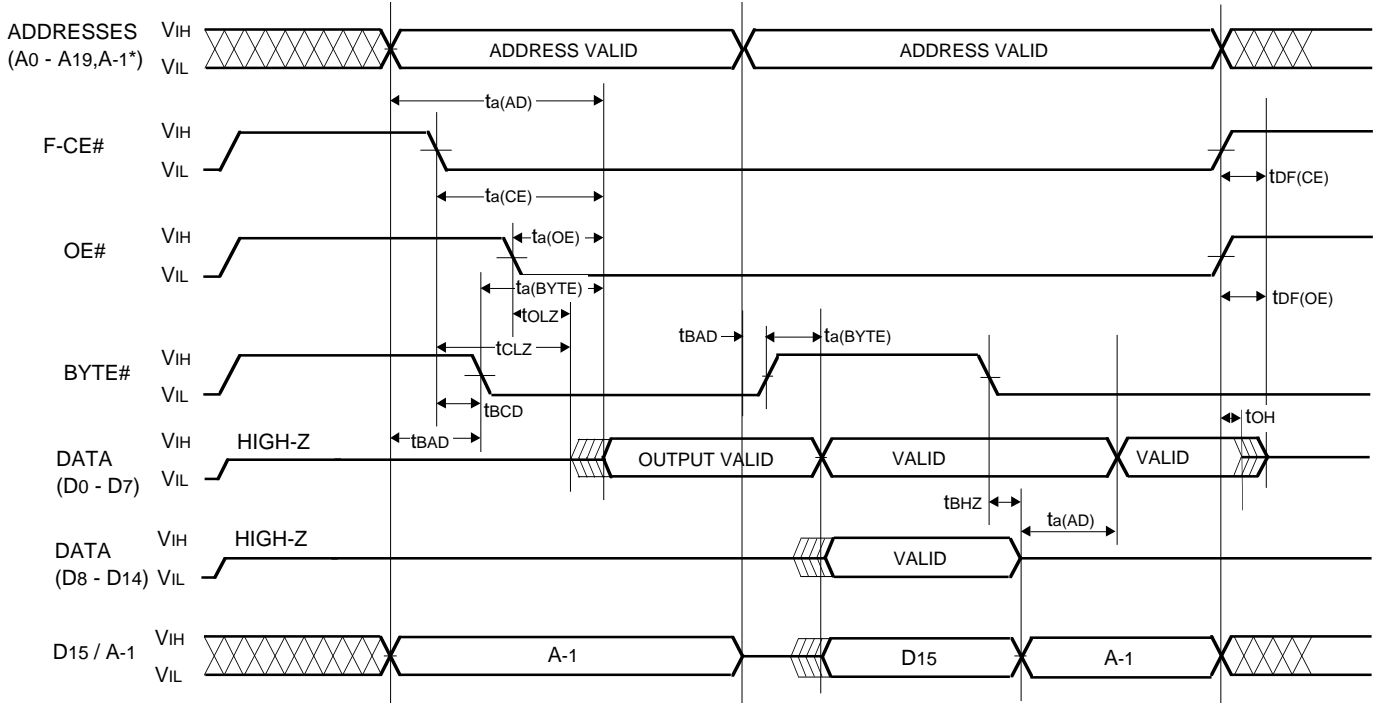 ADDRESSES
(A0 - A19,A-1*)
VIH
VIL
ADDRESS VALID
ADDRESS VALID
ta(AD)
F-CE#
VIH
VIL
tDF(CE)
ta(CE)
OE#
VIH
VIL
ta(OE)
ta(BYTE)
tDF(OE)
tOLZ
tBAD
ta(BYTE)
tCLZ
BYTE#
VIH
VIL
tBCD
tBAD
tOH
DATA
(D0 - D7)
VIH
VIL
HIGH-Z
OUTPUT VALID
VALID
VALID
tBHZ
ta(AD)
DATA
(D8 - D14)
VIH
VIL
HIGH-Z
VALID
D15 / A-1
VIH
VIL
A-1
D15
A-1